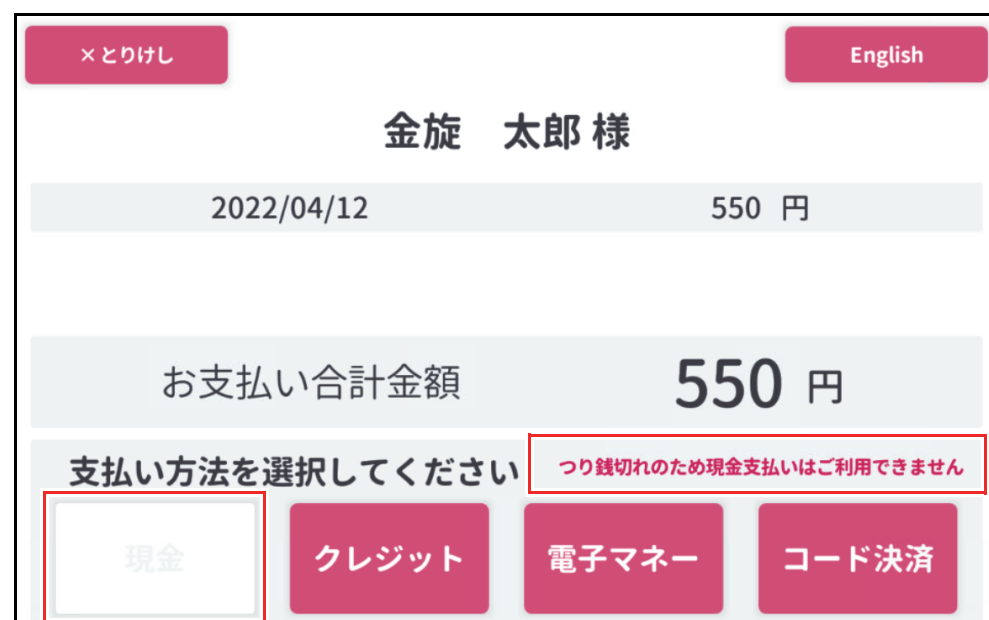 ×とりけし
English
金旋　太郎 様
2022/04/12 550 円
お支払い合計金額 550 円
支払い方法を選択してください
つり銭切れのため現金支払いはご利用できません
現金 クレジット 電子マネー コード決済